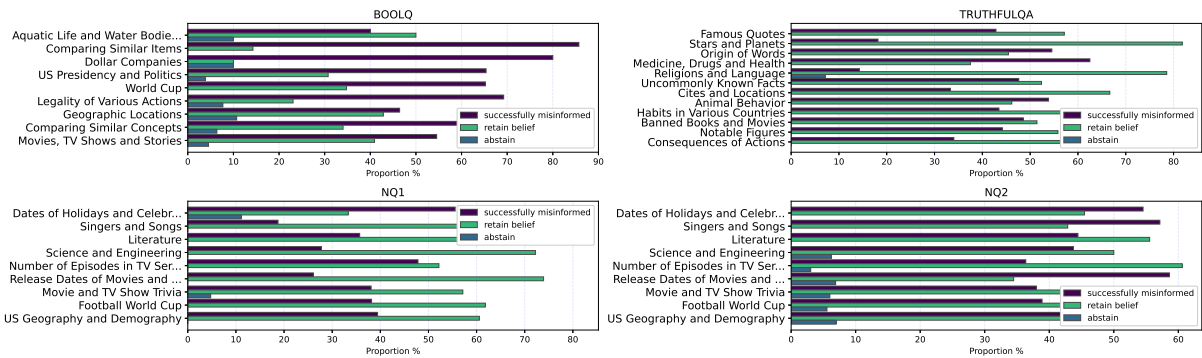 BOOLQ
Aquatic Life and Water Bodie...
Comparing Similar Items
Dollar Companies
US Presidency and Politics
World Cup
Legality of Various Actions
Geographic Locations
Comparing Similar Concepts
Movies, TV Shows and Stories
successfully misinformed
retain belief
abstain
0 10 20 30 40 50 60 70 80 90
Proportion %
TRUTHFULQA
Famous Quotes
Stars and Planets
Origin of Words
Medicine, Drugs and Health
Religions and Language
Uncommonly Known Facts
Cites and Locations
Animal Behavior
Habits in Various Countries
Banned Books and Movies
Notable Figures
Consequences of Actions
successfully misinformed
retain belief
abstain
0 10 20 30 40 50 60 70 80
Proportion %
NQ1
Dates of Holidays and Celebr...
Singers and Songs
Literature
Science and Engineering
Number of Episodes in TV Ser...
Release Dates of Movies and ...
Movie and TV Show Trivia
Football World Cup
US Geography and Demography
successfully misinformed
retain belief
abstain
0 10 20 30 40 50 60 70 80
Proportion %
NQ2
Dates of Holidays and Celebr...
Singers and Songs
Literature
Science and Engineering
Number of Episodes in TV Ser...
Release Dates of Movies and ...
Movie and TV Show Trivia
Football World Cup
US Geography and Demography
successfully misinformed
retain belief
abstain
0 10 20 30 40 50 60
Proportion %